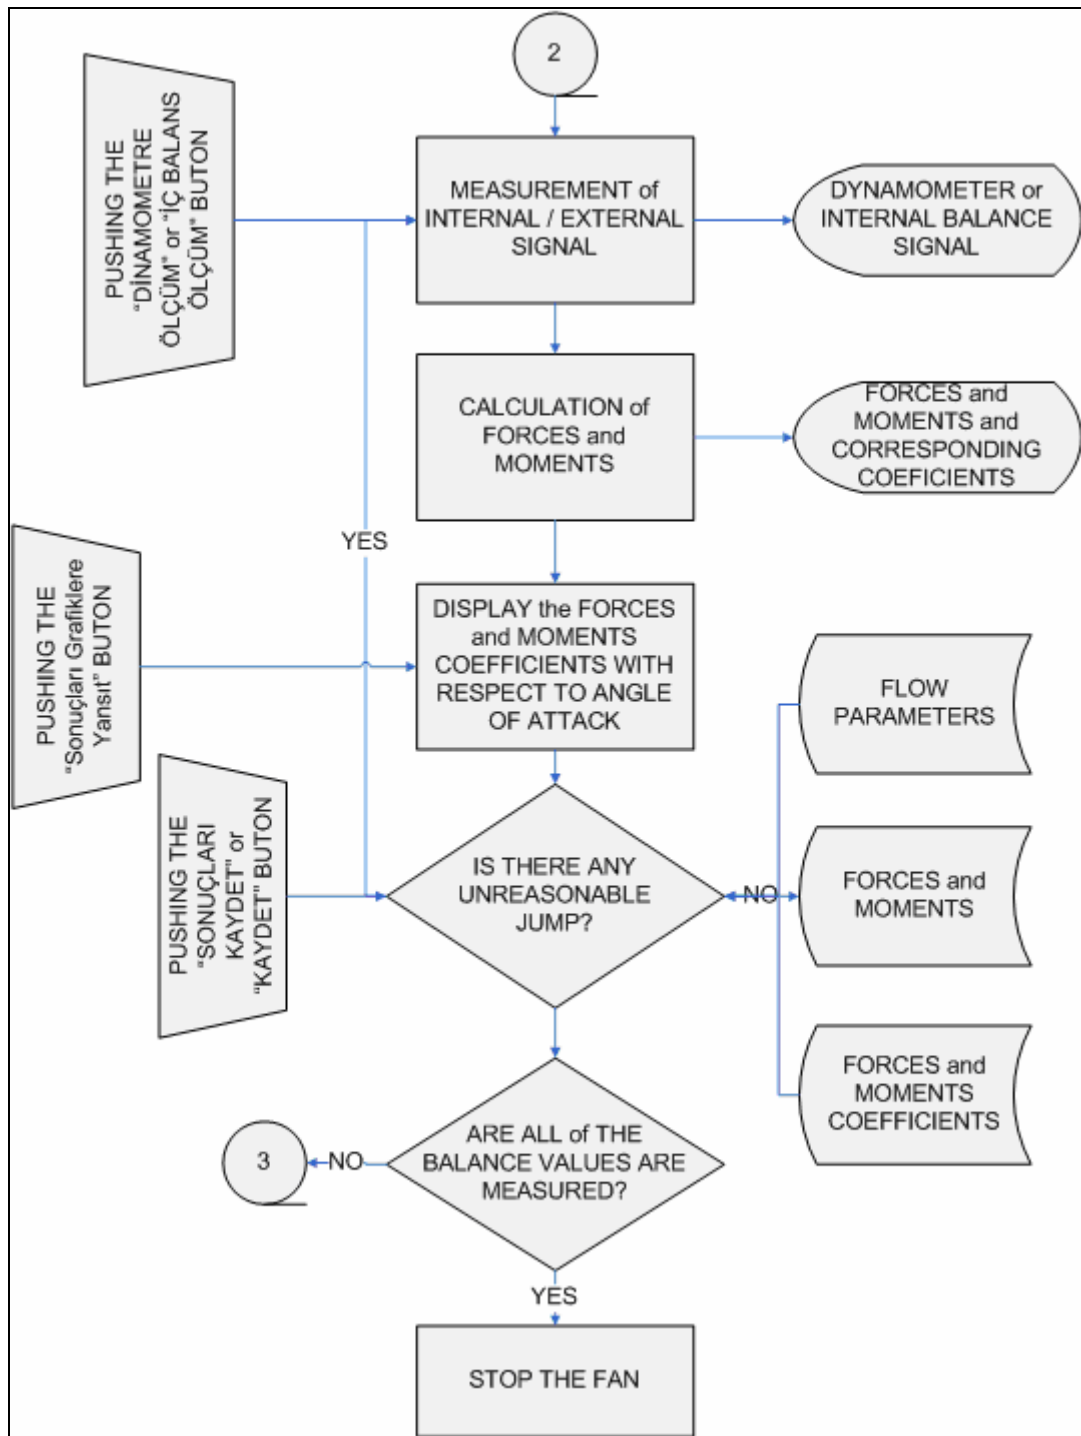 2
PUSHING THE
“DİNAMOMETRE
ÖLÇÜM” or “İÇ BALANS
ÖLÇÜM” BUTON
MEASUREMENT of
INTERNAL / EXTERNAL
SIGNAL
DYNAMOMETER or
INTERNAL BALANCE
SIGNAL
CALCULATION of
FORCES and
MOMENTS
FORCES and
MOMENTS and
CORRESPONDING
COEFICIENTS
YES
PUSHING THE
“Sonuçları Grafiklere
Yansıt” BUTON
DISPLAY the FORCES
and MOMENTS
COEFFICIENTS WITH
RESPECT TO ANGLE
OF ATTACK
FLOW
PARAMETERS
PUSHING THE
“SONUÇLARI
KAYDET" or
“KAYDET" BUTON
IS THERE ANY
UNREASONABLE
JUMP?
NO
FORCES and
MOMENTS
FORCES and
MOMENTS
COEFFICIENTS
ARE ALL of THE
BALANCE VALUES ARE
MEASURED?
NO
3
YES
STOP THE FAN